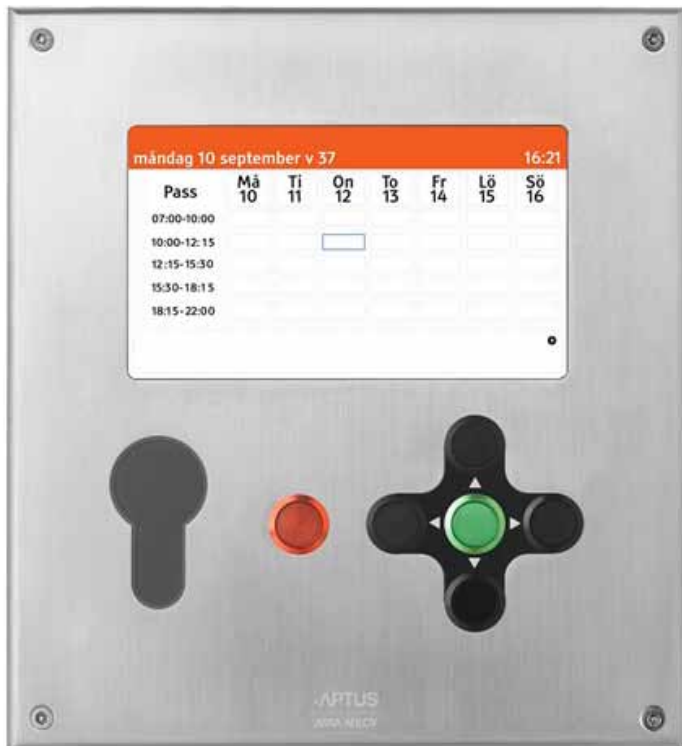 måndag 10 september v 37 16:21
Pass Må Ti On To Fr Lö Sö
10 11 12 13 14 15 16
07:00-10:00
10:00-12:15
12:15-15:30
15:30-18:15
18:15-22:00
APTUS
ASSA ABLOY